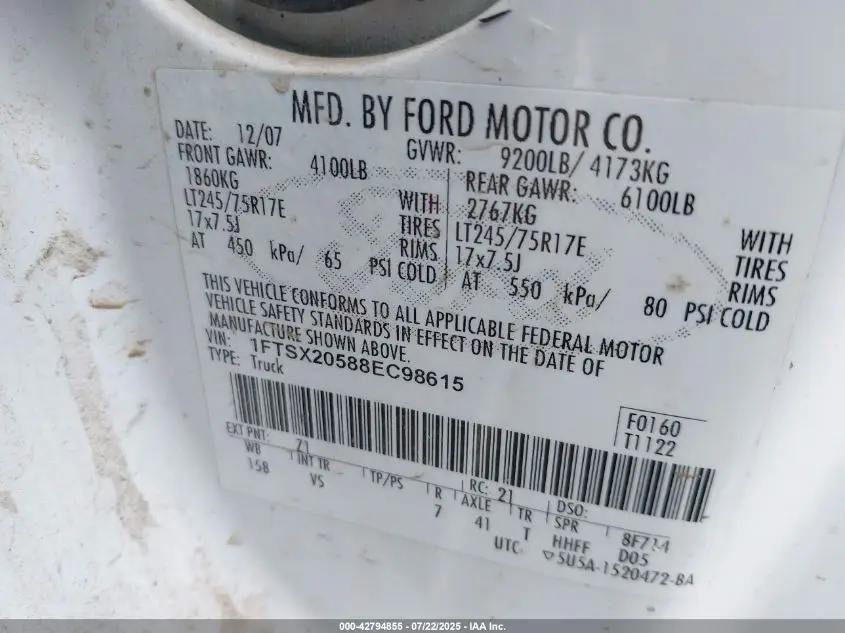 MFD. BY FORD MOTOR CO.
DATE: 12/07 GVWR: 9200LB/ 4173KG
FRONT GAWR: 4100LB REAR GAWR: 6100LB
1860KG WITH 2767KG WITH
LT245/75R17E TIRES LT245/75R17E TIRES
17x7.5J RIMS 17x7.5J RIMS
AT 450 kPa/ 65 PSI COLD AT 550 kPa/ 80 PSI COLD
THIS VEHICLE CONFORMS TO ALL APPLICABLE FEDERAL MOTOR
VEHICLE SAFETY STANDARDS IN EFFECT ON THE DATE OF
MANUFACTURE SHOWN ABOVE.
VIN: 1FTSX20588EC98615
TYPE: Truck
F0160
T1122
EXT PNT: Z1 RC: 21 DSO:
WB INT TR TP/PS R AXLE TR SPR 8F714
158 VS 7 41 T HHFF D05
UTC ▽5U5A-1520472-BA
000-42794855 - 07/22/2025 - IAA Inc.